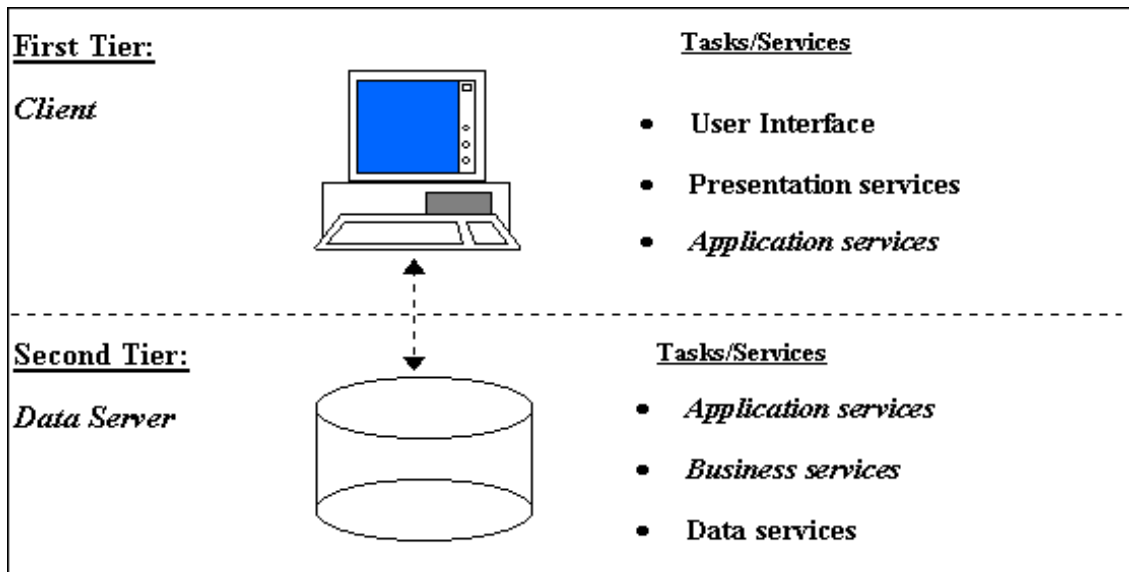 First Tier:
Tasks/Services
Client
• User Interface
• Presentation services
• Application services
Second Tier:
Tasks/Services
Data Server
• Application services
• Business services
• Data services